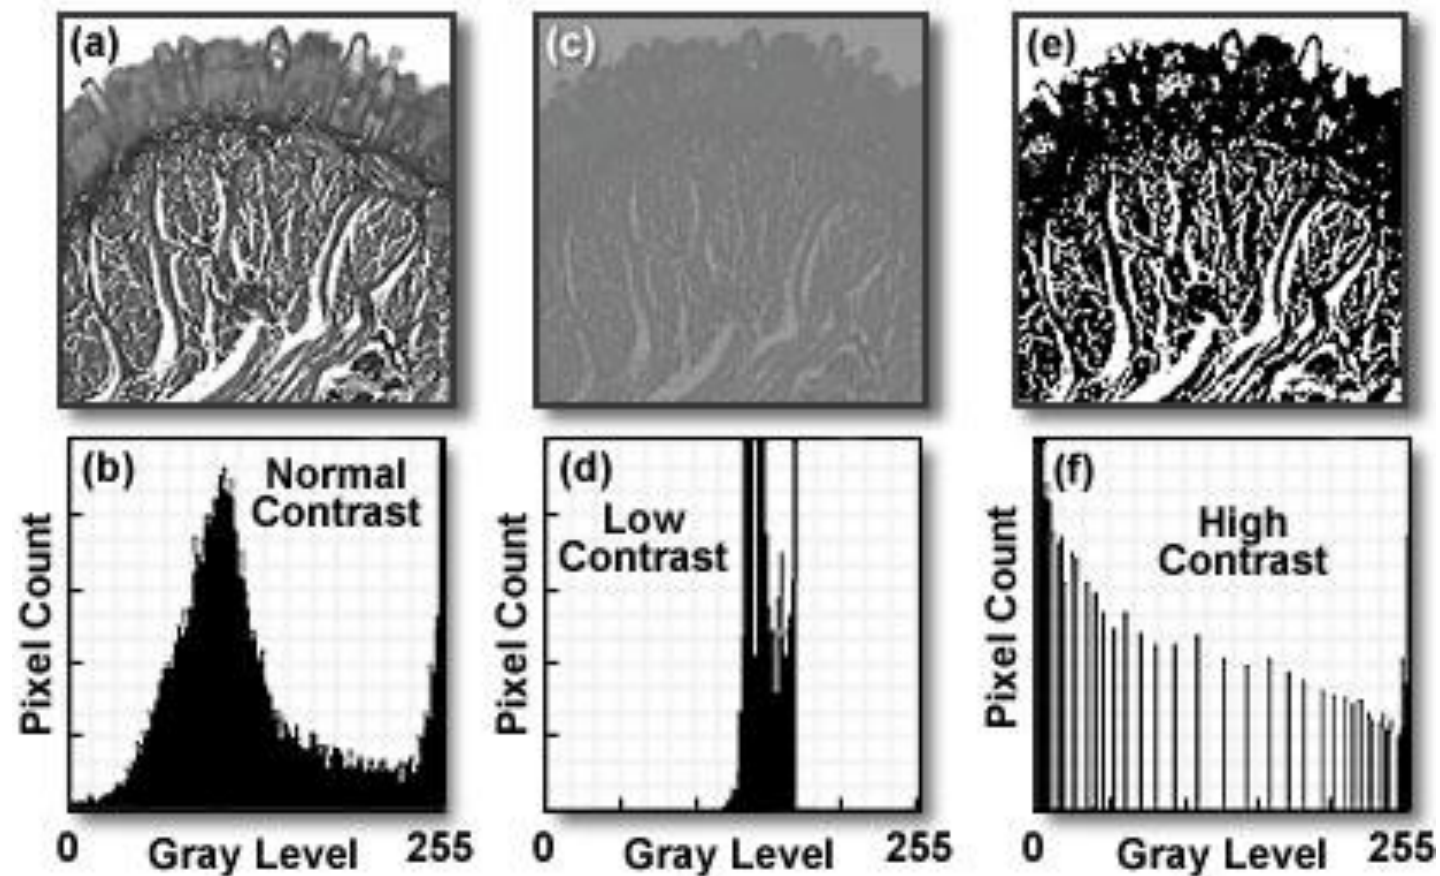 (a)
(c)
(e)
(b)
Normal
Contrast
Pixel Count
0
Gray Level
255
(d)
Low
Contrast
Pixel Count
0
Gray Level
255
(f)
High
Contrast
Pixel Count
0
Gray Level
255